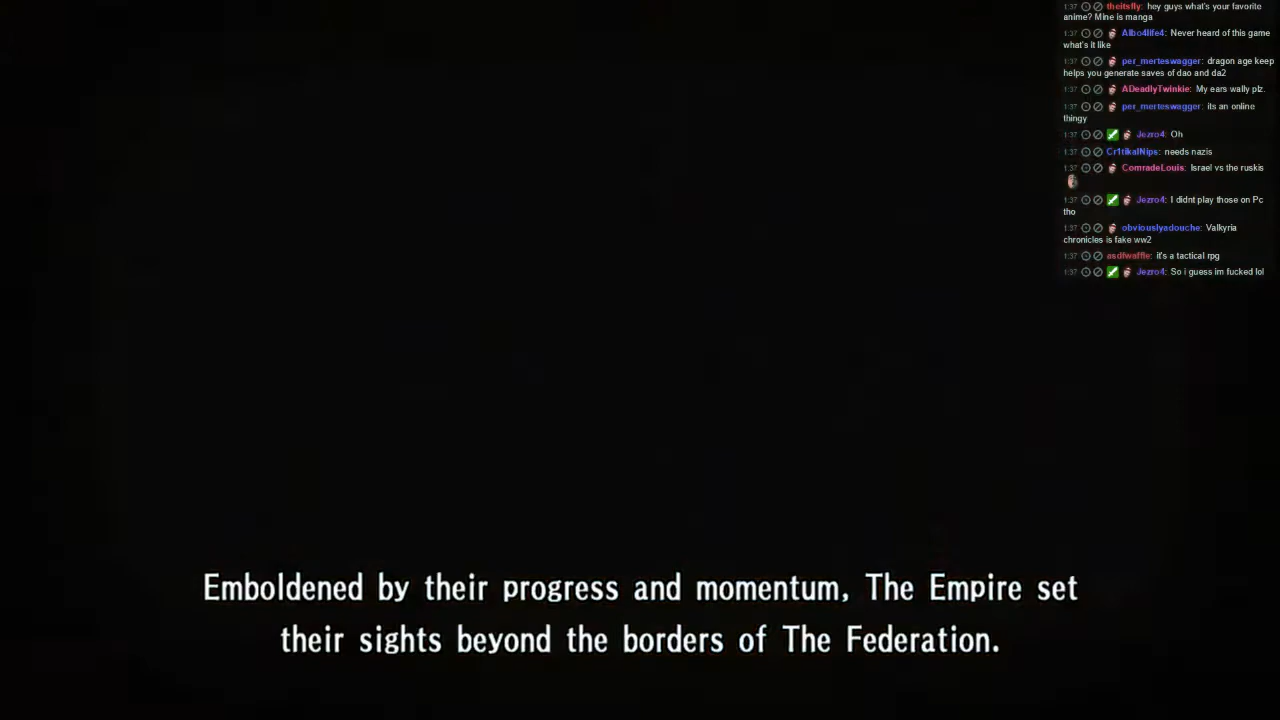 1:37 theitsfly: hey guys what's your favorite
anime? Mine is manga
1:37 Albo4life4: Never heard of this game
what's it like
1:37 per_merteswagger: dragon age keep
helps you generate saves of dao and da2
1:37 ADeadlyTwinkie: My ears wally plz.
1:37 per_merteswagger: its an online
thingy
1:37 Jezro4: Oh
1:37 Cr1tikalNips: needs nazis
1:37 ComradeLouis: Israel vs the ruskis
1:37 Jezro4: I didnt play those on Pc
tho
1:37 obviouslyadouche: Valkyria
chronicles is fake ww2
1:37 asdfwaffle: it's a tactical rpg
1:37 Jezro4: So i guess im fucked lol
Emboldened by their progress and momentum, The Empire set
their sights beyond the borders of The Federation.